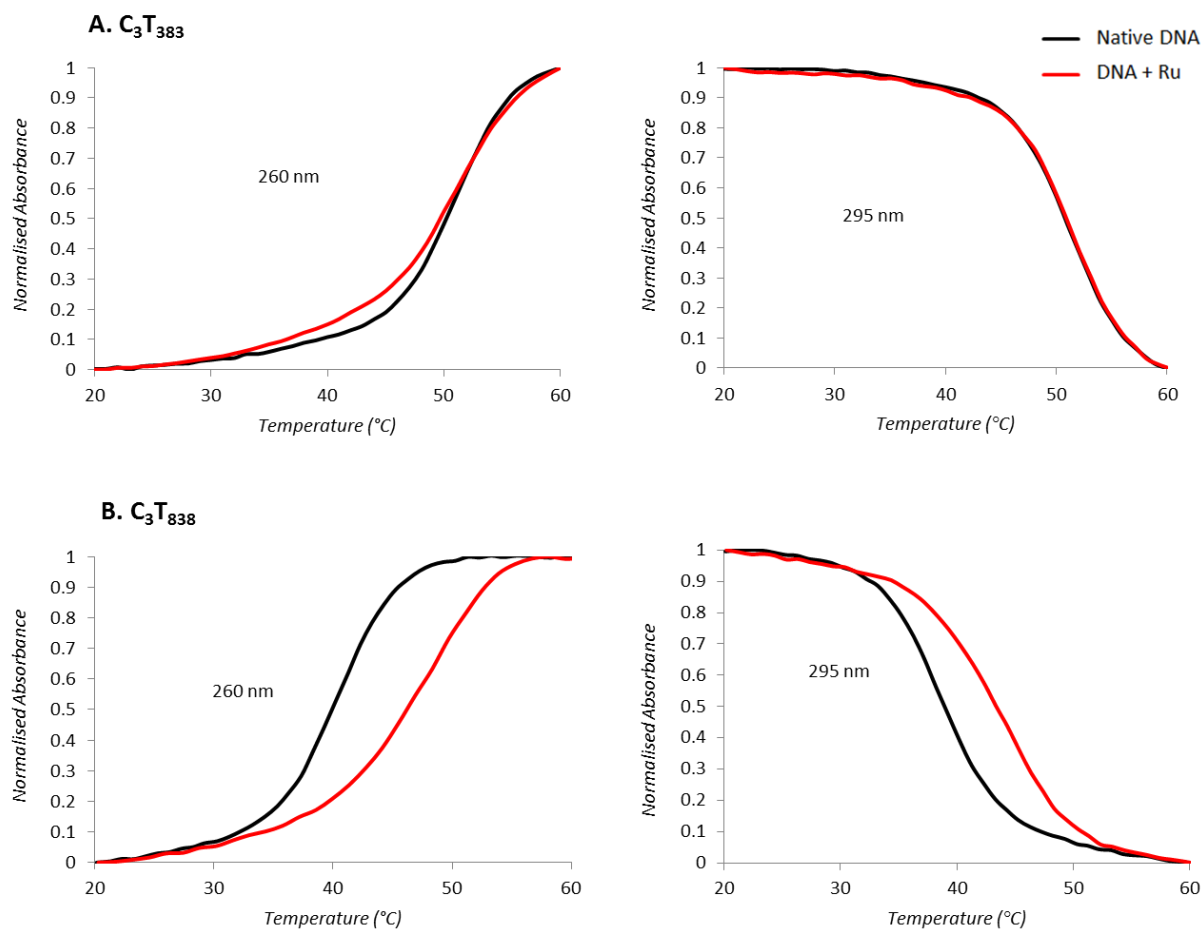 A. C₃T₃₈₃
Native DNA
DNA + Ru
1
0.9
0.8
0.7
0.6
0.5
0.4
0.3
0.2
0.1
0
Normalised Absorbance
260 nm
20 30 40 50 60
Temperature (°C)
1
0.9
0.8
0.7
0.6
0.5
0.4
0.3
0.2
0.1
0
Normalised Absorbance
295 nm
20 30 40 50 60
Temperature (°C)
B. C₃T₈₃₈
1
0.9
0.8
0.7
0.6
0.5
0.4
0.3
0.2
0.1
0
Normalised Absorbance
260 nm
20 30 40 50 60
Temperature (°C)
1
0.9
0.8
0.7
0.6
0.5
0.4
0.3
0.2
0.1
0
Normalised Absorbance
295 nm
20 30 40 50 60
Temperature (°C)